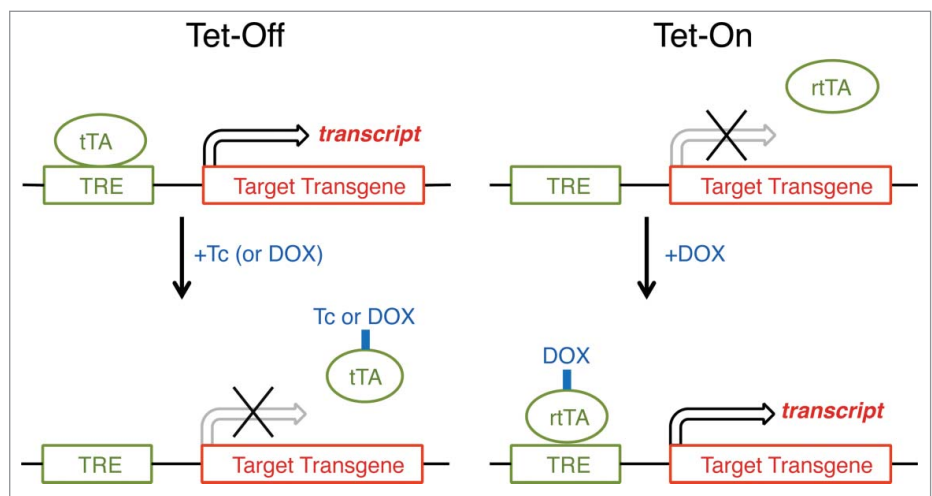 Tet-Off
tTA
transcript
TRE
Target Transgene
+Tc (or DOX)
Tc or DOX
tTA
TRE
Target Transgene
Tet-On
rtTA
TRE
Target Transgene
+DOX
DOX
rtTA
transcript
TRE
Target Transgene